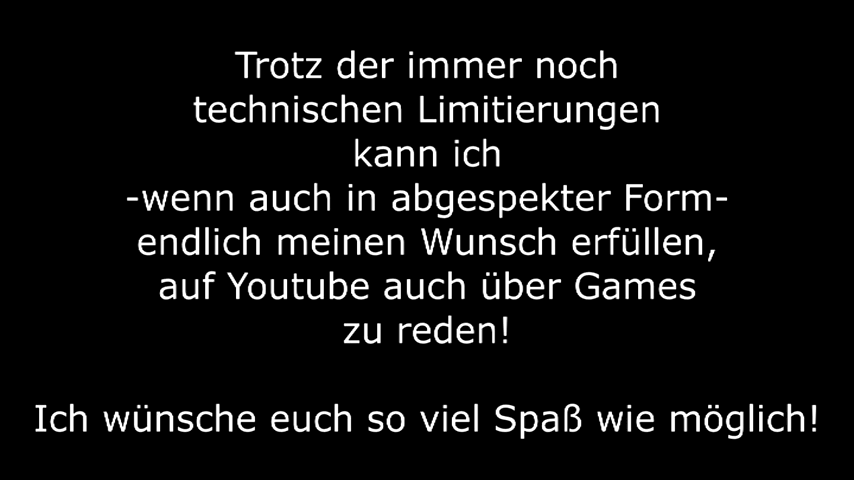 Trotz der immer noch
technischen Limitierungen
kann ich
-wenn auch in abgespekter Form-
endlich meinen Wunsch erfüllen,
auf Youtube auch über Games
zu reden!
Ich wünsche euch so viel Spaß wie möglich!